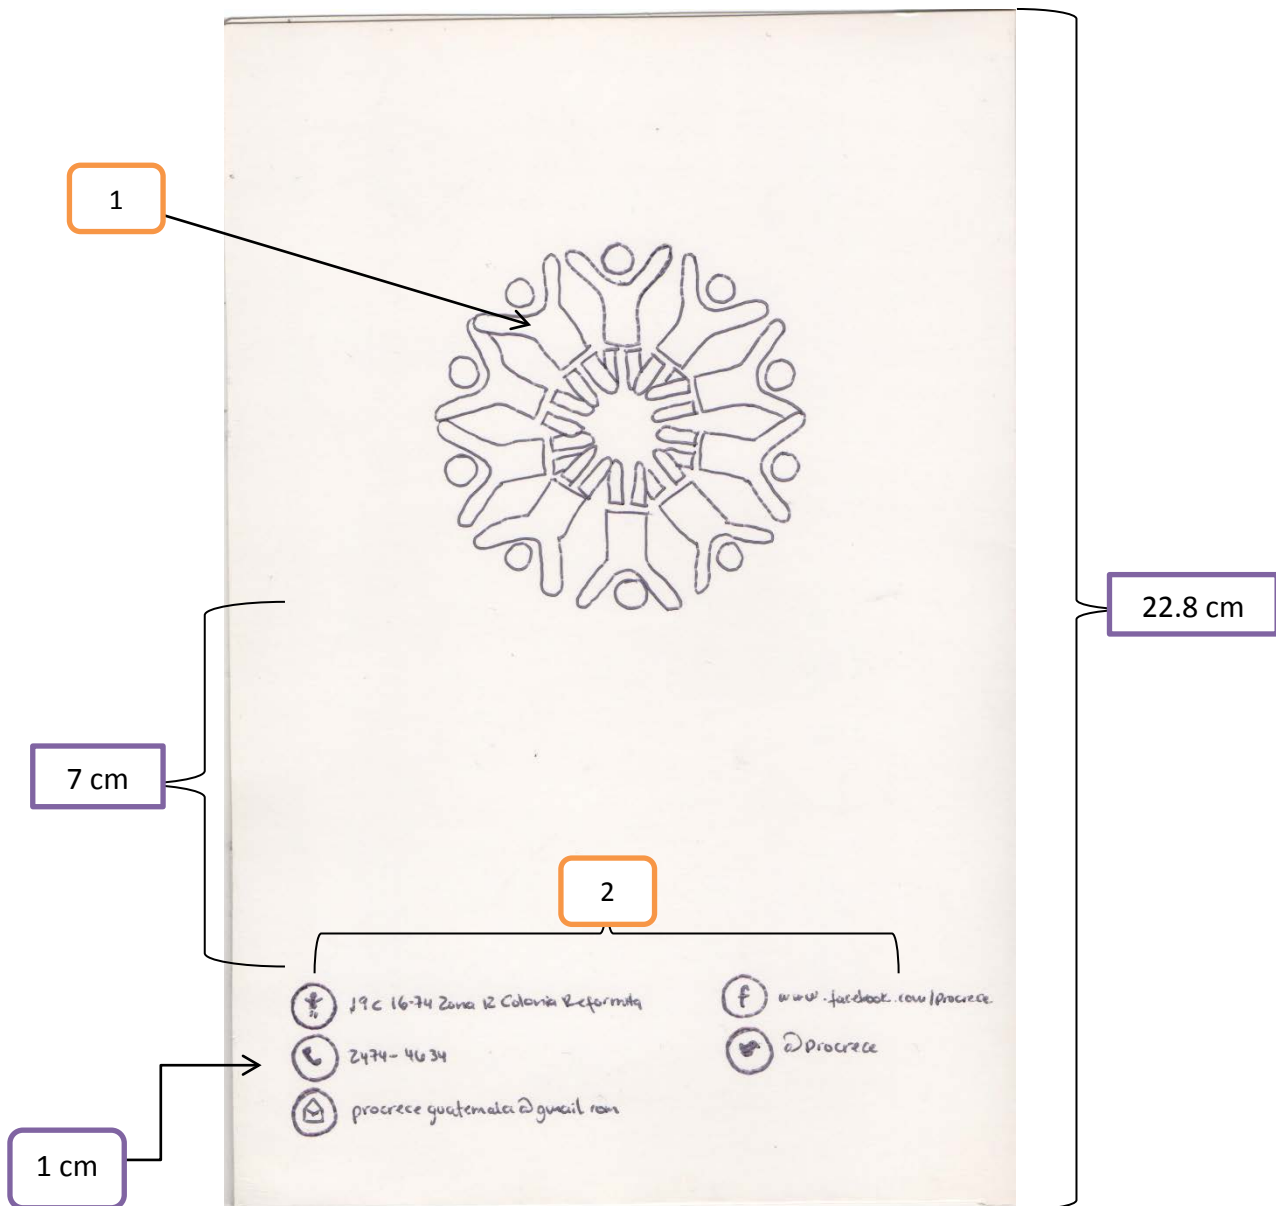 1
22.8 cm
7 cm
2
19 c 16-74 Zona 12 Colonia Reformita
www.facebook.com/procrece
2474-4634
@procrece
procrece guatemala@gmail com
1 cm